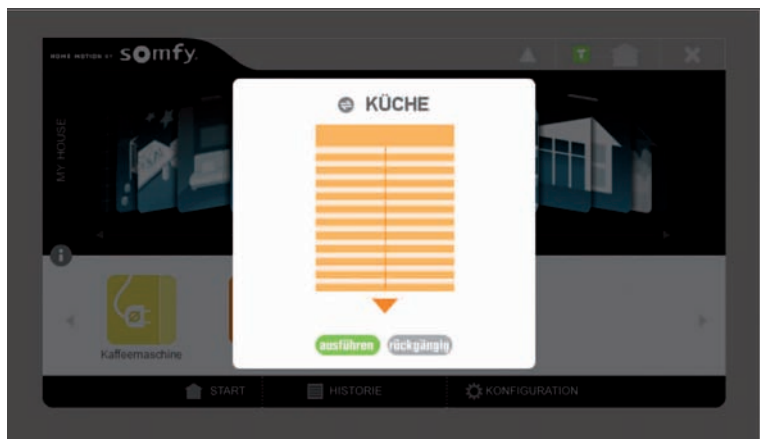 HOME MOTION BY somfy.
T
MY HOUSE
KÜCHE
i
Kaffeemaschine
ausführen rückgängig
START HISTORIE KONFIGURATION